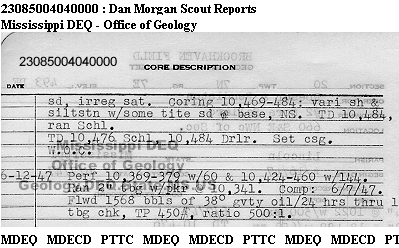 23085004040000 : Dan Morgan Scout Reports
Mississippi DEQ - Office of Geology
23085004040000
CORE DESCRIPTION
DATE
sd, irreg sat. Coring 10,469-484: vari sh &
siltstn w/some tite sd @ base, NS. TD 10,484,
ran Schl.
TD 10,476 Schl, 10,484 Drlr. Set csg.
W.O.C.
Mississippi DEQ
Office of Geology
6-12-47 Perf 10,369-379 w/60 & 10,424-460 w/144.
Ran 2" tbg w/pkr @ 10,341. Comp: 6/7/47.
Flwd 1568 bbls of 38° gvty oil/24 hrs thru 1
tbg chk, TP 450#, ratio 500:1.
MDEQ MDECD PTTC MDEQ MDECD PTTC MDEQ MDECD PT